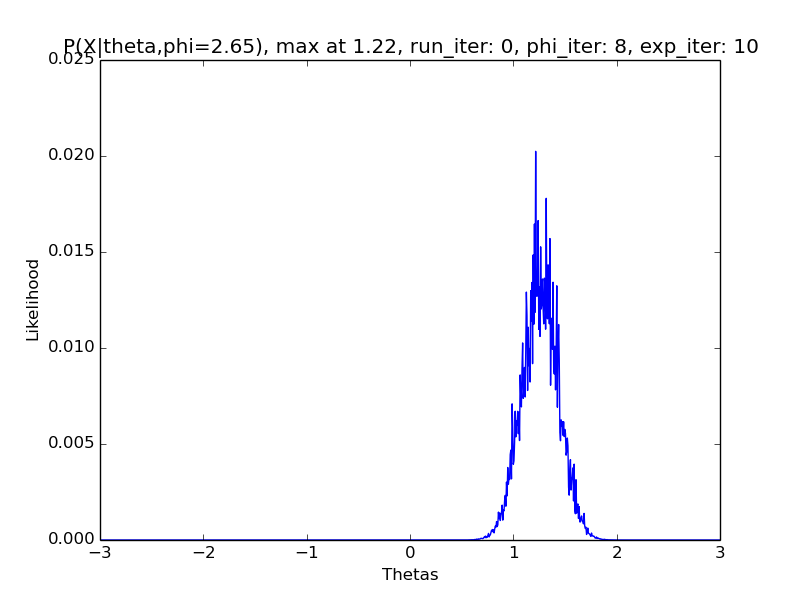 P(X|theta,phi=2.65), max at 1.22, run_iter: 0, phi_iter: 8, exp_iter: 10
0.025
0.020
0.015
0.010
0.005
0.000
Likelihood
−3 −2 −1 0 1 2 3
Thetas